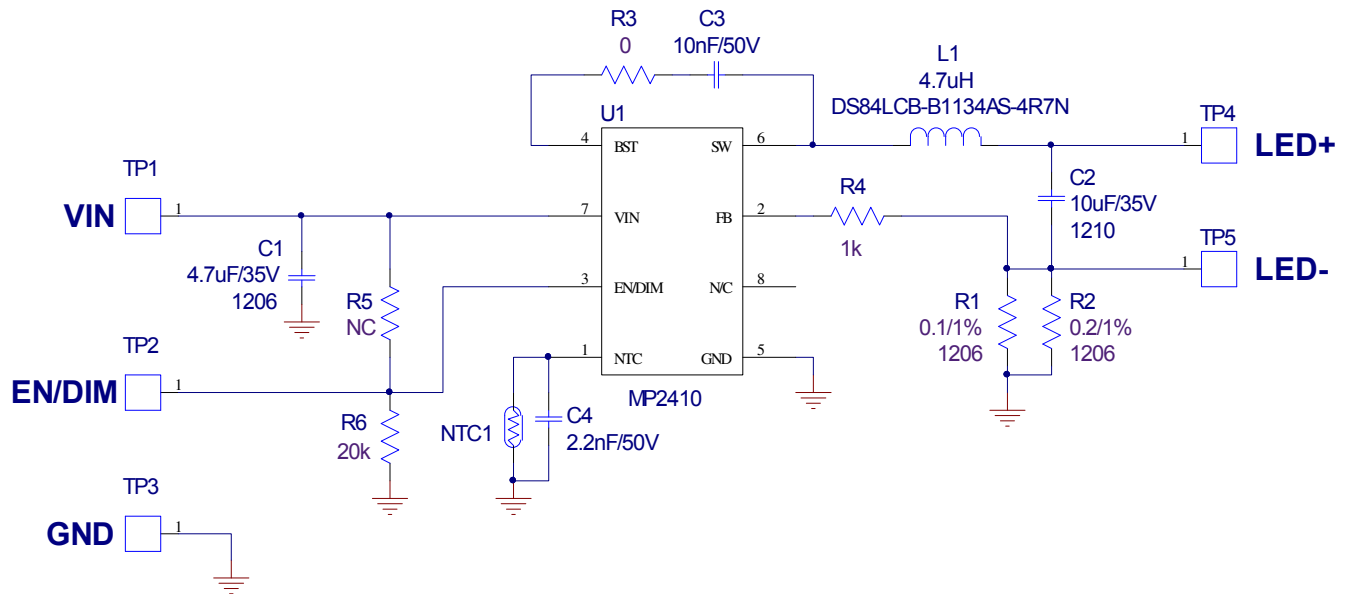 R3
0
C3
10nF/50V
L1
4.7uH
DS84LCB-B1134AS-4R7N
U1
4
BST
SW
6
TP4
1
LED+
TP1
VIN
1
7
VIN
FB
2
R4
1k
C2
10uF/35V
1210
C1
4.7uF/35V
1206
TP5
1
LED-
3
EN/DIM
N/C
8
R5
NC
R1
0.1/1%
1206
R2
0.2/1%
1206
TP2
EN/DIM
1
1
NTC
GND
5
MP2410
R6
20k
NTC1
C4
2.2nF/50V
TP3
GND
1